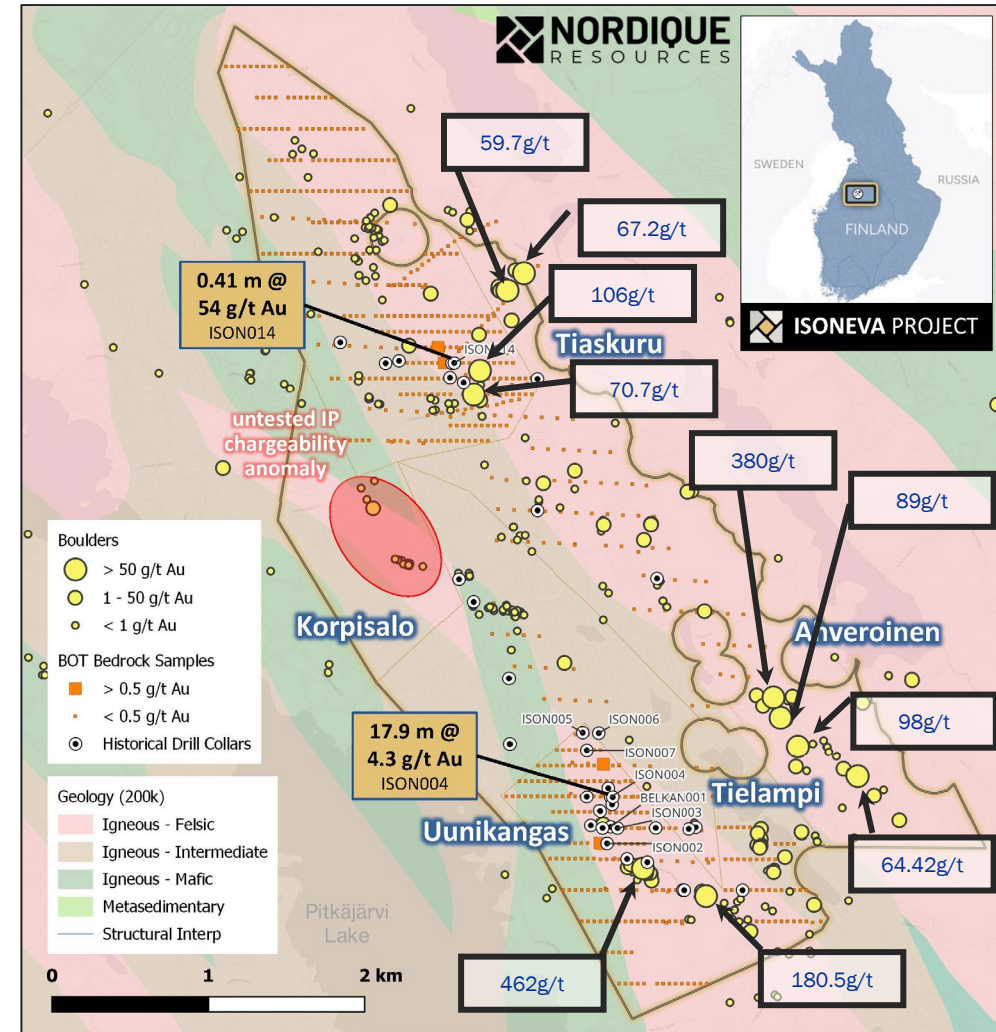 NORDIQUE
RESOURCES
SWEDEN
RUSSIA
FINLAND
ISONEVA PROJECT
59.7g/t
67.2g/t
0.41 m @
54 g/t Au
ISON014
106g/t
ISON014
Tiaskuru
70.7g/t
untested IP
chargeability
anomaly
380g/t
89g/t
Boulders
> 50 g/t Au
1 - 50 g/t Au
< 1 g/t Au
BOT Bedrock Samples
> 0.5 g/t Au
< 0.5 g/t Au
Historical Drill Collars
Korpisalo
Ahveroinen
17.9 m @
4.3 g/t Au
ISON004
ISON005
ISON006
98g/t
ISON007
ISON004
BELKAN001
ISON003
Tielampi
Uunikangas
ISON002
64.42g/t
Geology (200k)
Igneous - Felsic
Igneous - Intermediate
Igneous - Mafic
Metasedimentary
Structural Interp
Pitkäjärvi
Lake
0 1 2 km
462g/t
180.5g/t